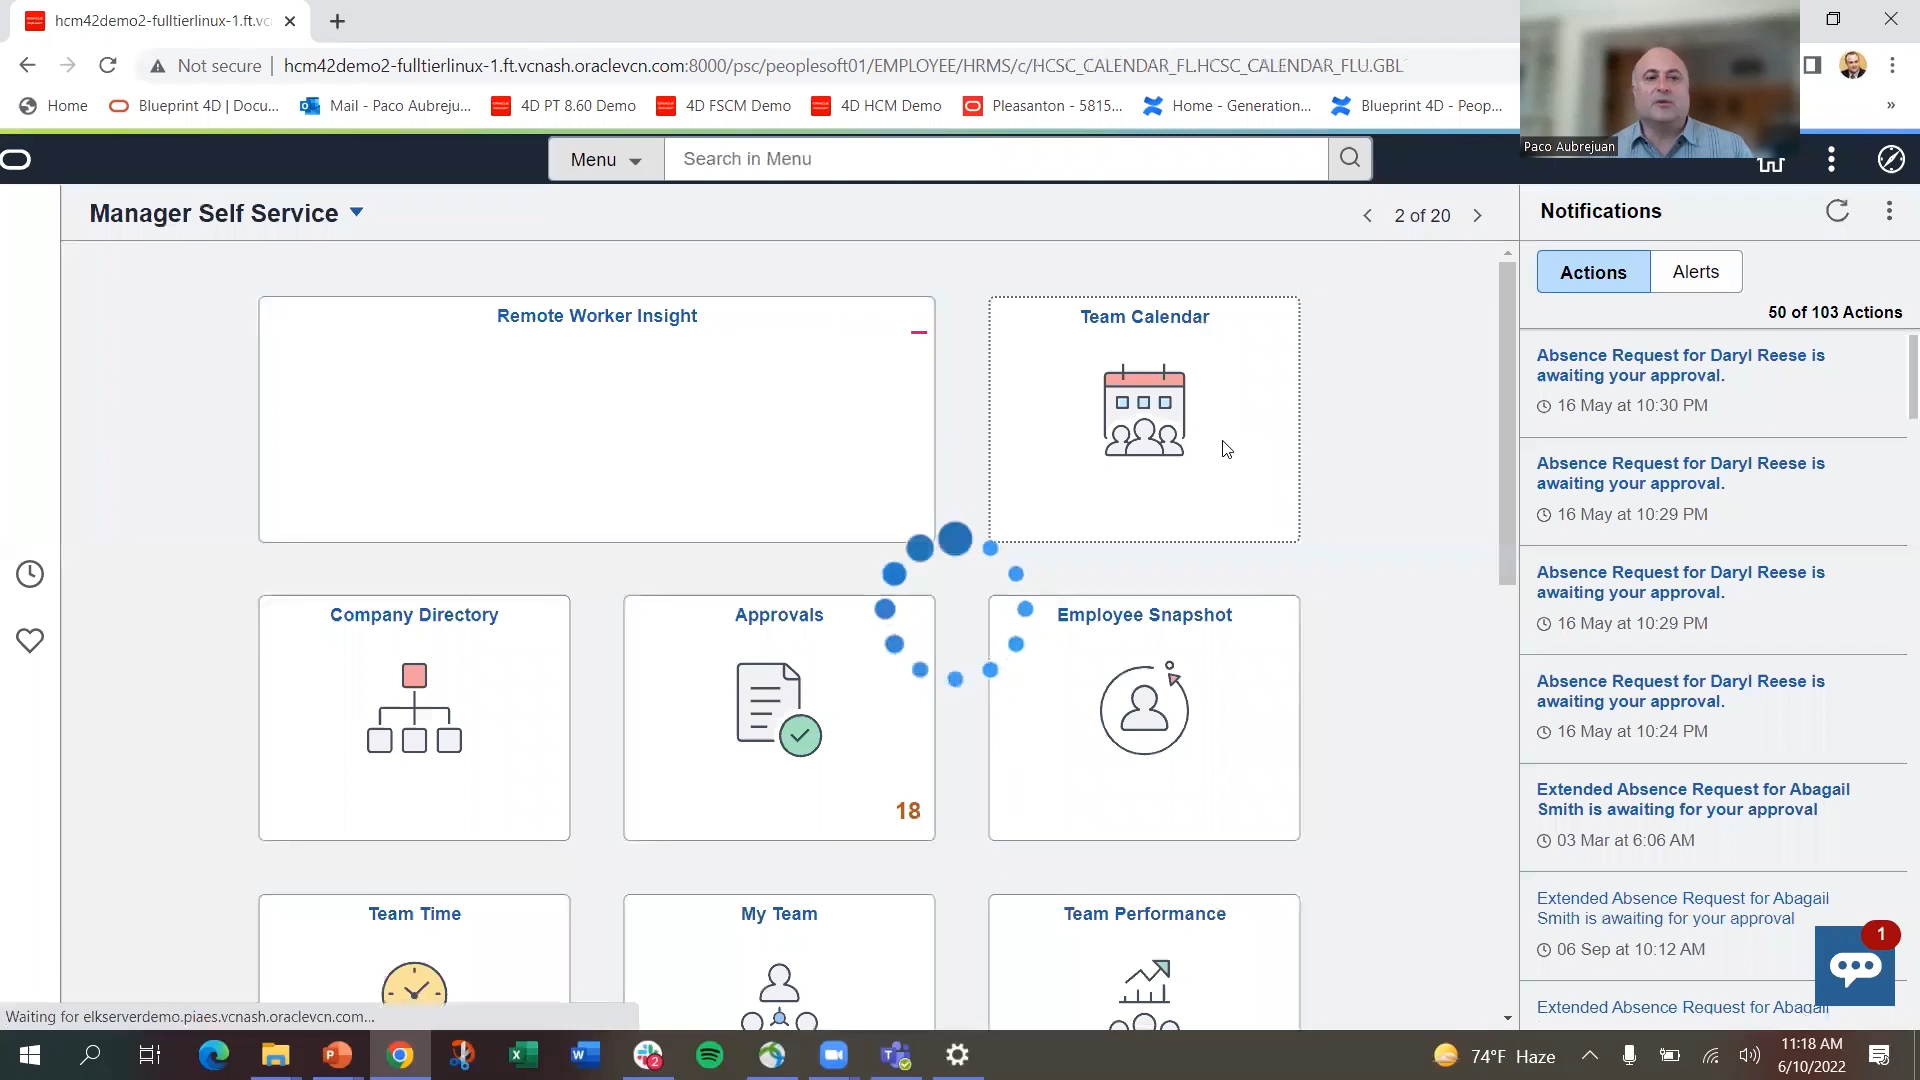 hcm42demo2-fulltierlinux-1.ft.vc
Not secure
hcm42demo2-fulltierlinux-1.ft.vcnash.oraclevcn.com:8000/psc/peoplesoft01/EMPLOYEE/HRMS/c/HCSC_CALENDAR_FL.HCSC_CALENDAR_FLU.GBL
Home
Blueprint 4D | Docu...
Mail - Paco Aubreju...
4D PT 8.60 Demo
4D FSCM Demo
4D HCM Demo
Pleasanton - 5815...
Home - Generation...
Blueprint 4D - Peop...
»
Paco Aubrejuan
Menu
Search in Menu
Manager Self Service
2 of 20
Notifications
Actions
Alerts
50 of 103 Actions
Remote Worker Insight
Team Calendar
Company Directory
Approvals
18
Employee Snapshot
Team Time
My Team
Team Performance
Absence Request for Daryl Reese is
awaiting your approval.
16 May at 10:30 PM
Absence Request for Daryl Reese is
awaiting your approval.
16 May at 10:29 PM
Absence Request for Daryl Reese is
awaiting your approval.
16 May at 10:29 PM
Absence Request for Daryl Reese is
awaiting your approval.
16 May at 10:24 PM
Extended Absence Request for Abagail
Smith is awaiting for your approval
03 Mar at 6:06 AM
Extended Absence Request for Abagail
Smith is awaiting for your approval
06 Sep at 10:12 AM
1
Extended Absence Request for Abagail
Waiting for elkserverdemo.piaes.vcnash.oraclevcn.com...
2
74°F Haze
11:18 AM
6/10/2022